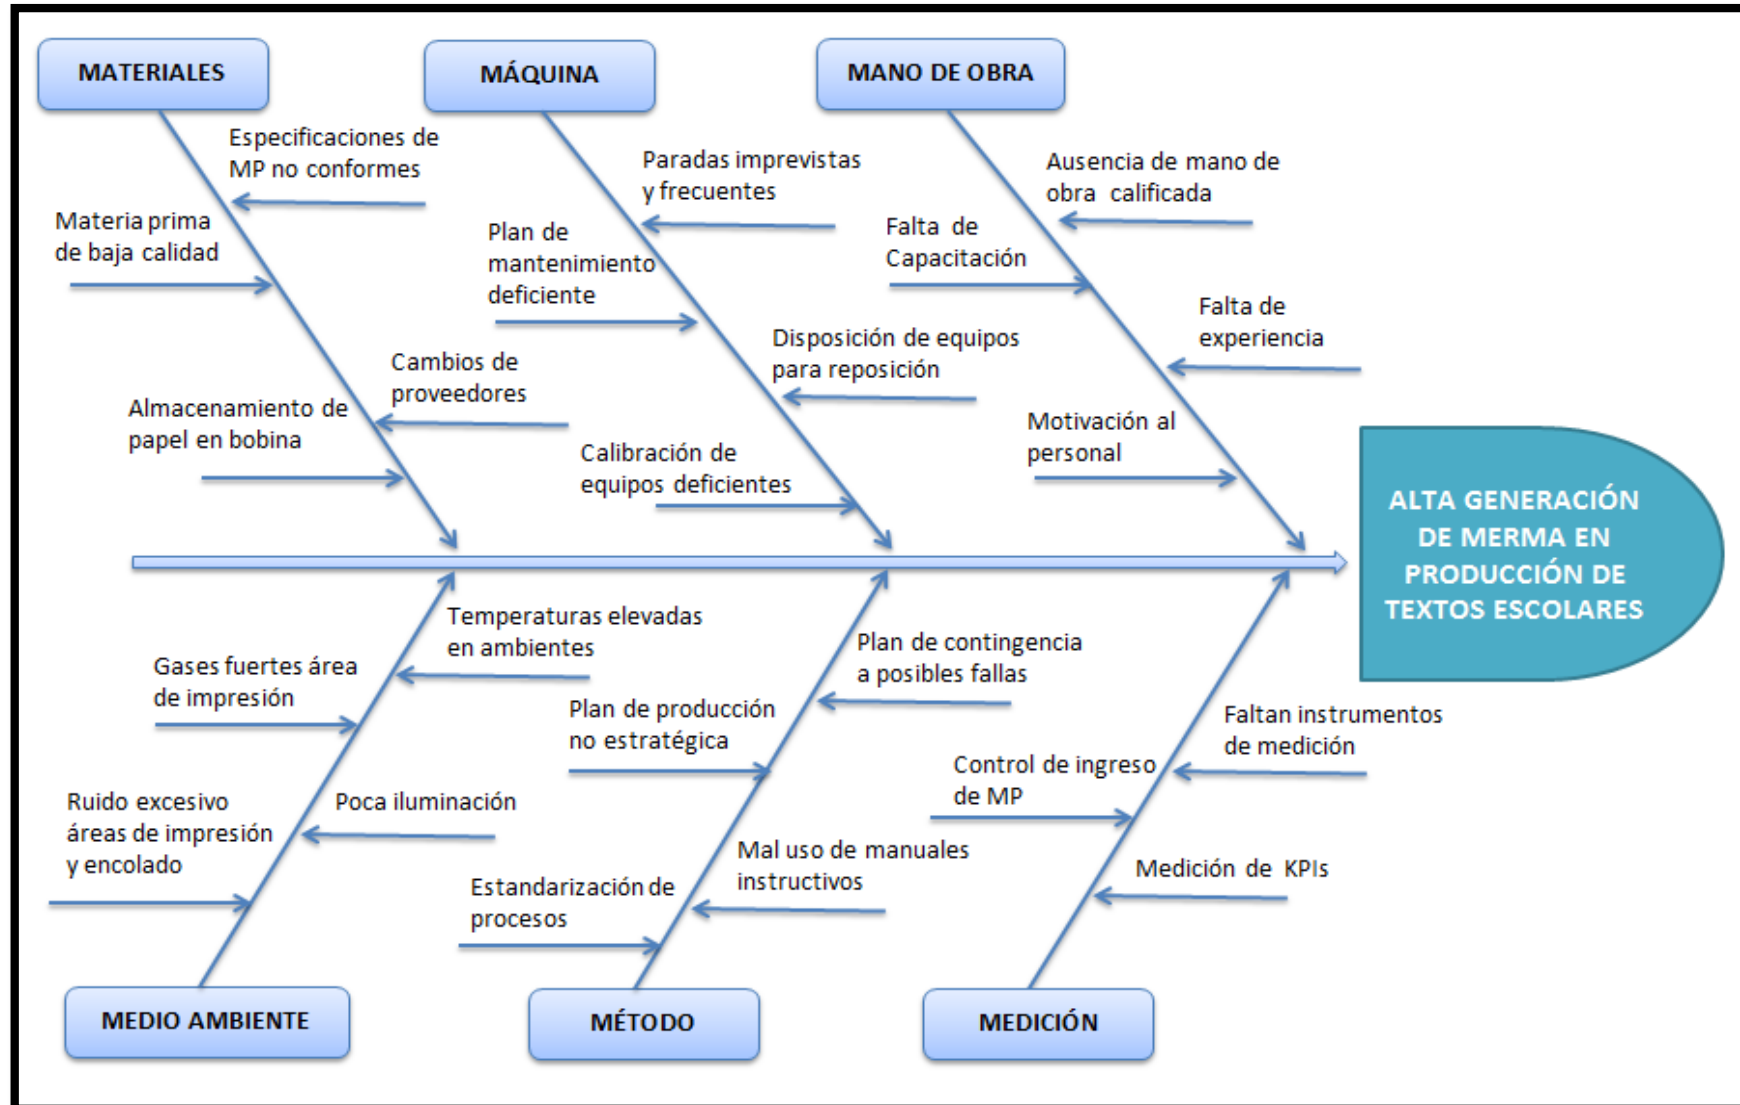 MATERIALES
MÁQUINA
MANO DE OBRA
Especificaciones de
MP no conformes
Materia prima
de baja calidad
Cambios de
proveedores
Almacenamiento de
papel en bobina
Paradas imprevistas
y frecuentes
Plan de
mantenimiento
deficiente
Disposición de equipos
para reposición
Calibración de
equipos deficientes
Ausencia de mano de
obra calificada
Falta de
Capacitación
Falta de
experiencia
Motivación al
personal
ALTA GENERACIÓN
DE MERMA EN
PRODUCCIÓN DE
TEXTOS ESCOLARES
Temperaturas elevadas
en ambientes
Gases fuertes área
de impresión
Poca iluminación
Ruido excesivo
áreas de impresión
y encolado
Plan de contingencia
a posibles fallas
Plan de producción
no estratégica
Mal uso de manuales
instructivos
Estandarización de
procesos
Faltan instrumentos
de medición
Control de ingreso
de MP
Medición de KPIs
MEDIO AMBIENTE
MÉTODO
MEDICIÓN